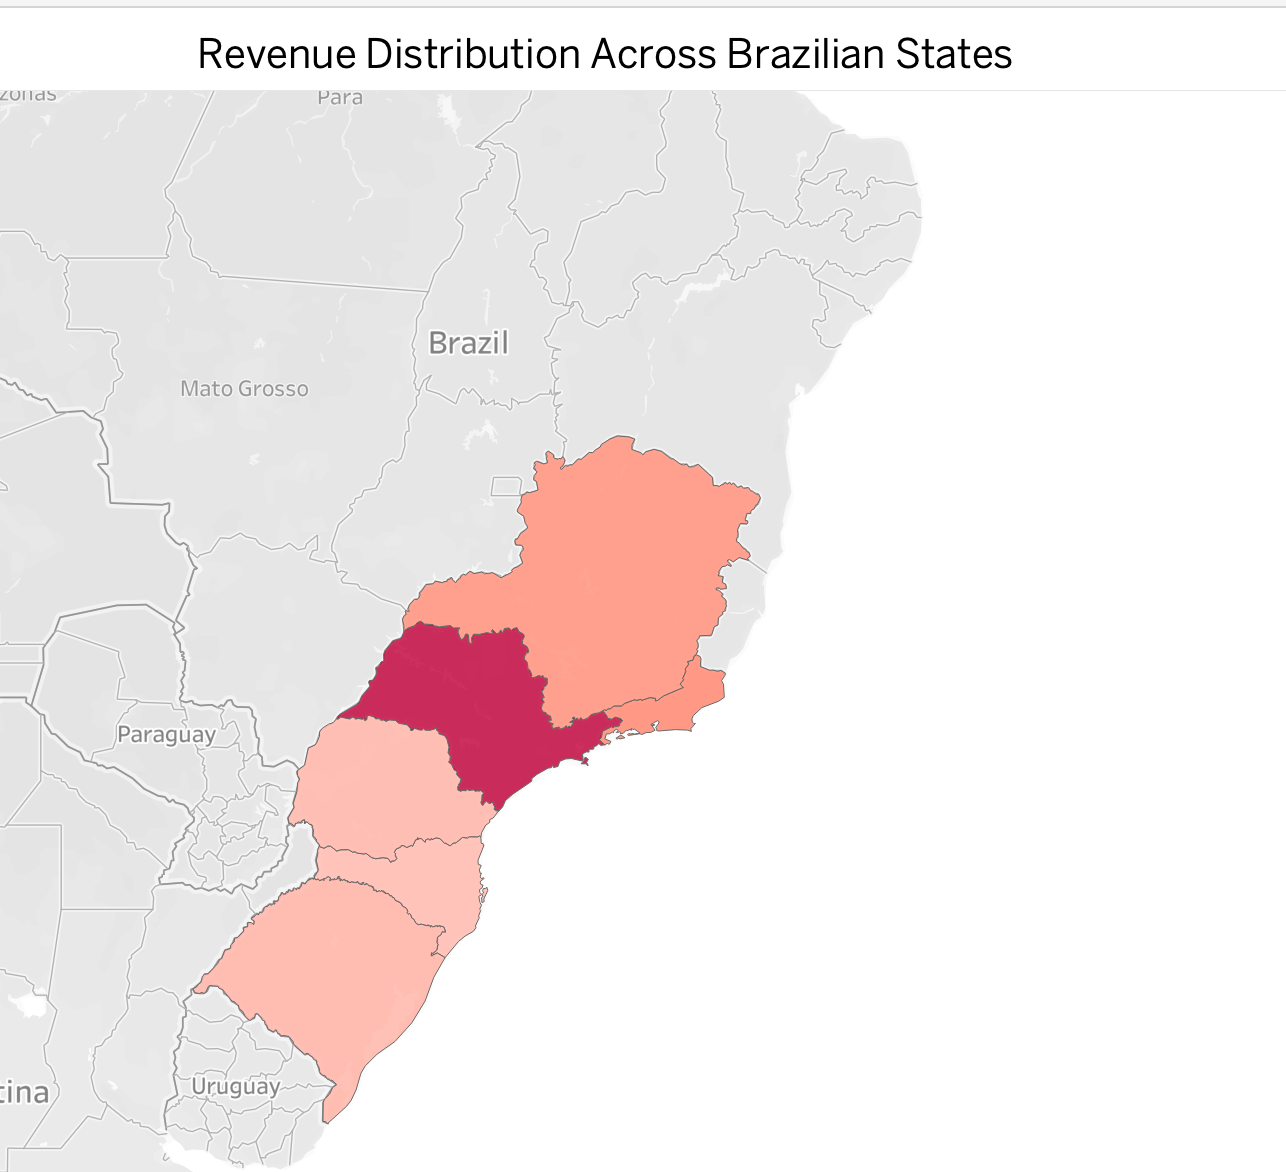 Revenue Distribution Across Brazilian States
Para
Brazil
Mato Grosso
Paraguay
Uruguay